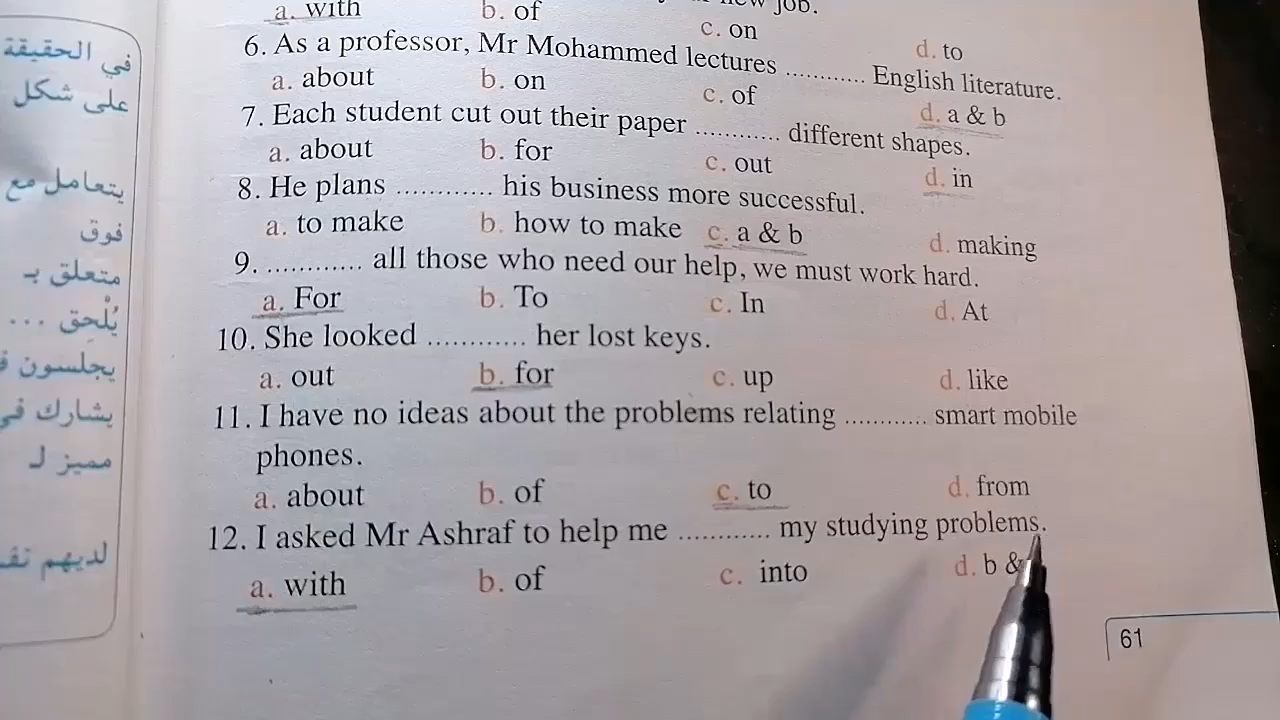 job.
a. with b. of c. on d. to
6. As a professor, Mr Mohammed lectures ............ English literature.
a. about b. on c. of d. a & b
7. Each student cut out their paper ............ different shapes.
a. about b. for c. out d. in
8. He plans ............ his business more successful.
a. to make b. how to make c. a & b d. making
9. ............ all those who need our help, we must work hard.
a. For b. To c. In d. At
10. She looked ............ her lost keys.
a. out b. for c. up d. like
11. I have no ideas about the problems relating ............ smart mobile
phones.
a. about b. of c. to d. from
12. I asked Mr Ashraf to help me ............ my studying problems.
a. with b. of c. into d. b &
61
في الحقيقة
على شكل
يتعامل مع
فوق
متعلق بـ
يُلْحِق ...
يجلسون
يشارك في
مميز لـ
لديهم